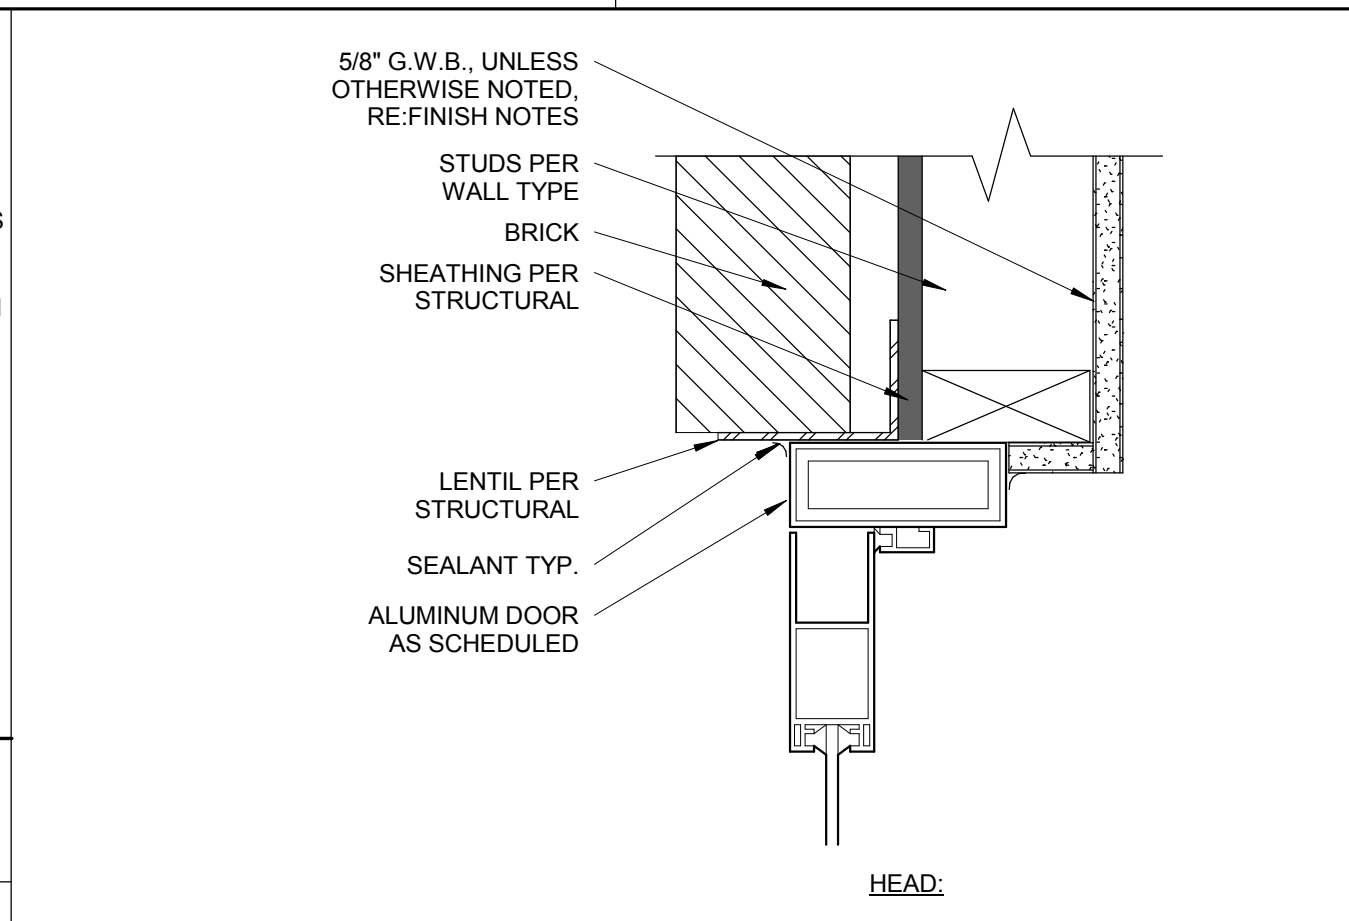 5/8" G.W.B., UNLESS
OTHERWISE NOTED,
RE:FINISH NOTES
STUDS PER
WALL TYPE
BRICK
SHEATHING PER
STRUCTURAL
LENTIL PER
STRUCTURAL
SEALANT TYP.
ALUMINUM DOOR
AS SCHEDULED
HEAD: